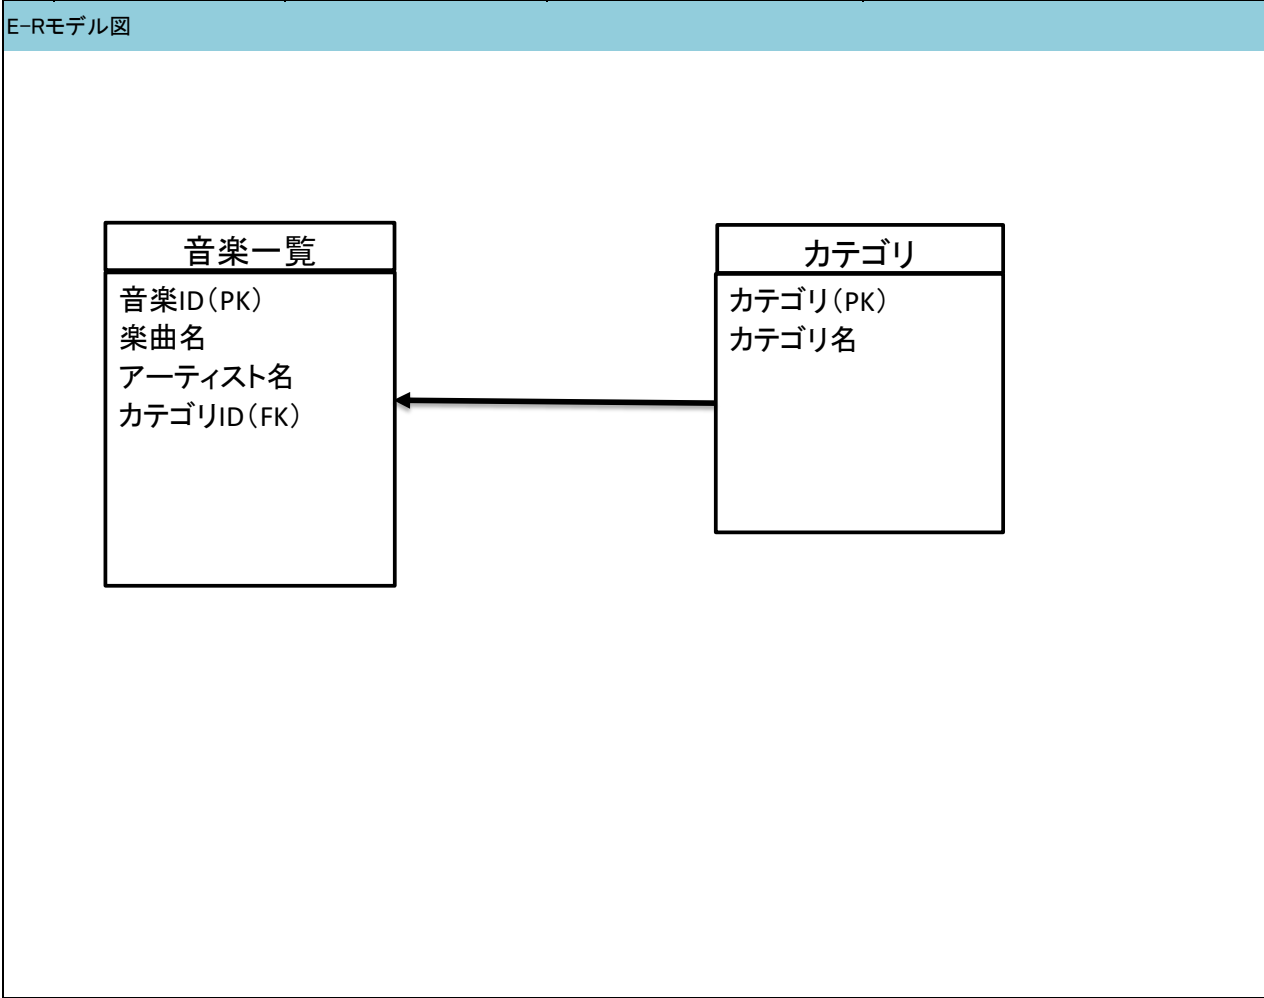 E-Rモデル図
音楽一覧
音楽ID(PK)
楽曲名
アーティスト名
カテゴリID(FK)
カテゴリ
カテゴリ(PK)
カテゴリ名